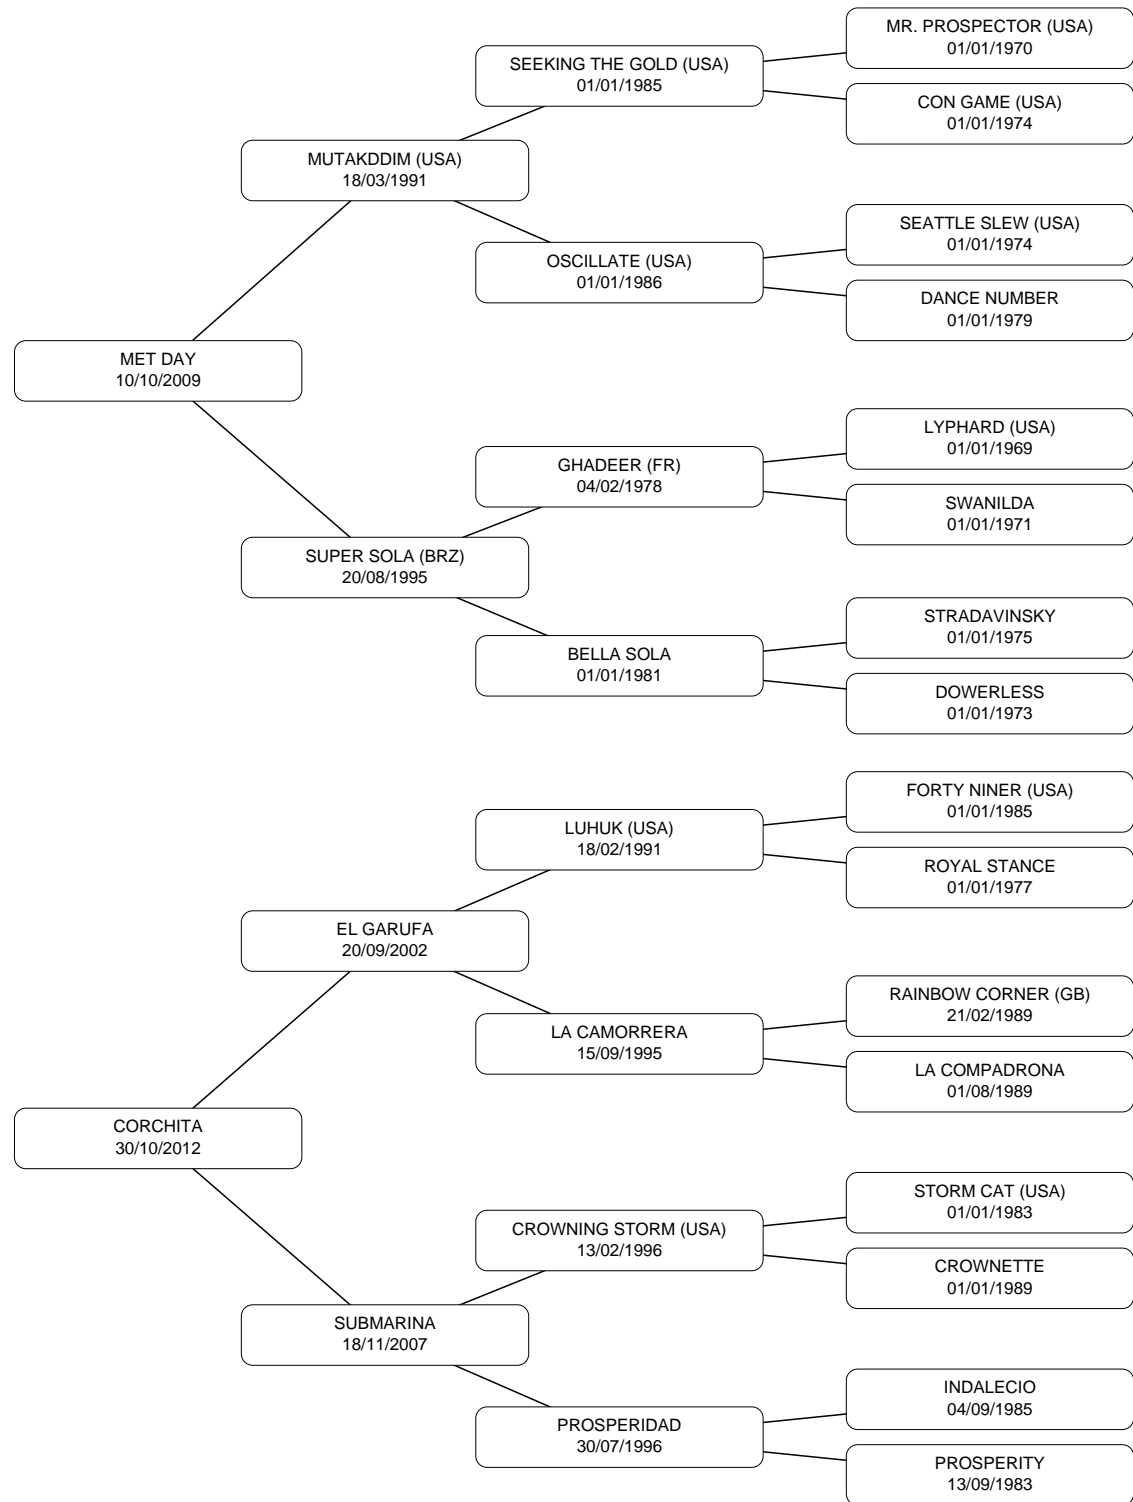 MR. PROSPECTOR (USA)
01/01/1970
SEEKING THE GOLD (USA)
01/01/1985
CON GAME (USA)
01/01/1974
MUTAKDDIM (USA)
18/03/1991
SEATTLE SLEW (USA)
01/01/1974
OSCILLATE (USA)
01/01/1986
DANCE NUMBER
01/01/1979
MET DAY
10/10/2009
LYPHARD (USA)
01/01/1969
GHADEER (FR)
04/02/1978
SWANILDA
01/01/1971
SUPER SOLA (BRZ)
20/08/1995
STRADAVINSKY
01/01/1975
BELLA SOLA
01/01/1981
DOWERLESS
01/01/1973
FORTY NINER (USA)
01/01/1985
LUHUK (USA)
18/02/1991
ROYAL STANCE
01/01/1977
EL GARUFA
20/09/2002
RAINBOW CORNER (GB)
21/02/1989
LA CAMORRERA
15/09/1995
LA COMPADRONA
01/08/1989
CORCHITA
30/10/2012
STORM CAT (USA)
01/01/1983
CROWNING STORM (USA)
13/02/1996
CROWNETTE
01/01/1989
SUBMARINA
18/11/2007
INDALECIO
04/09/1985
PROSPERIDAD
30/07/1996
PROSPERITY
13/09/1983